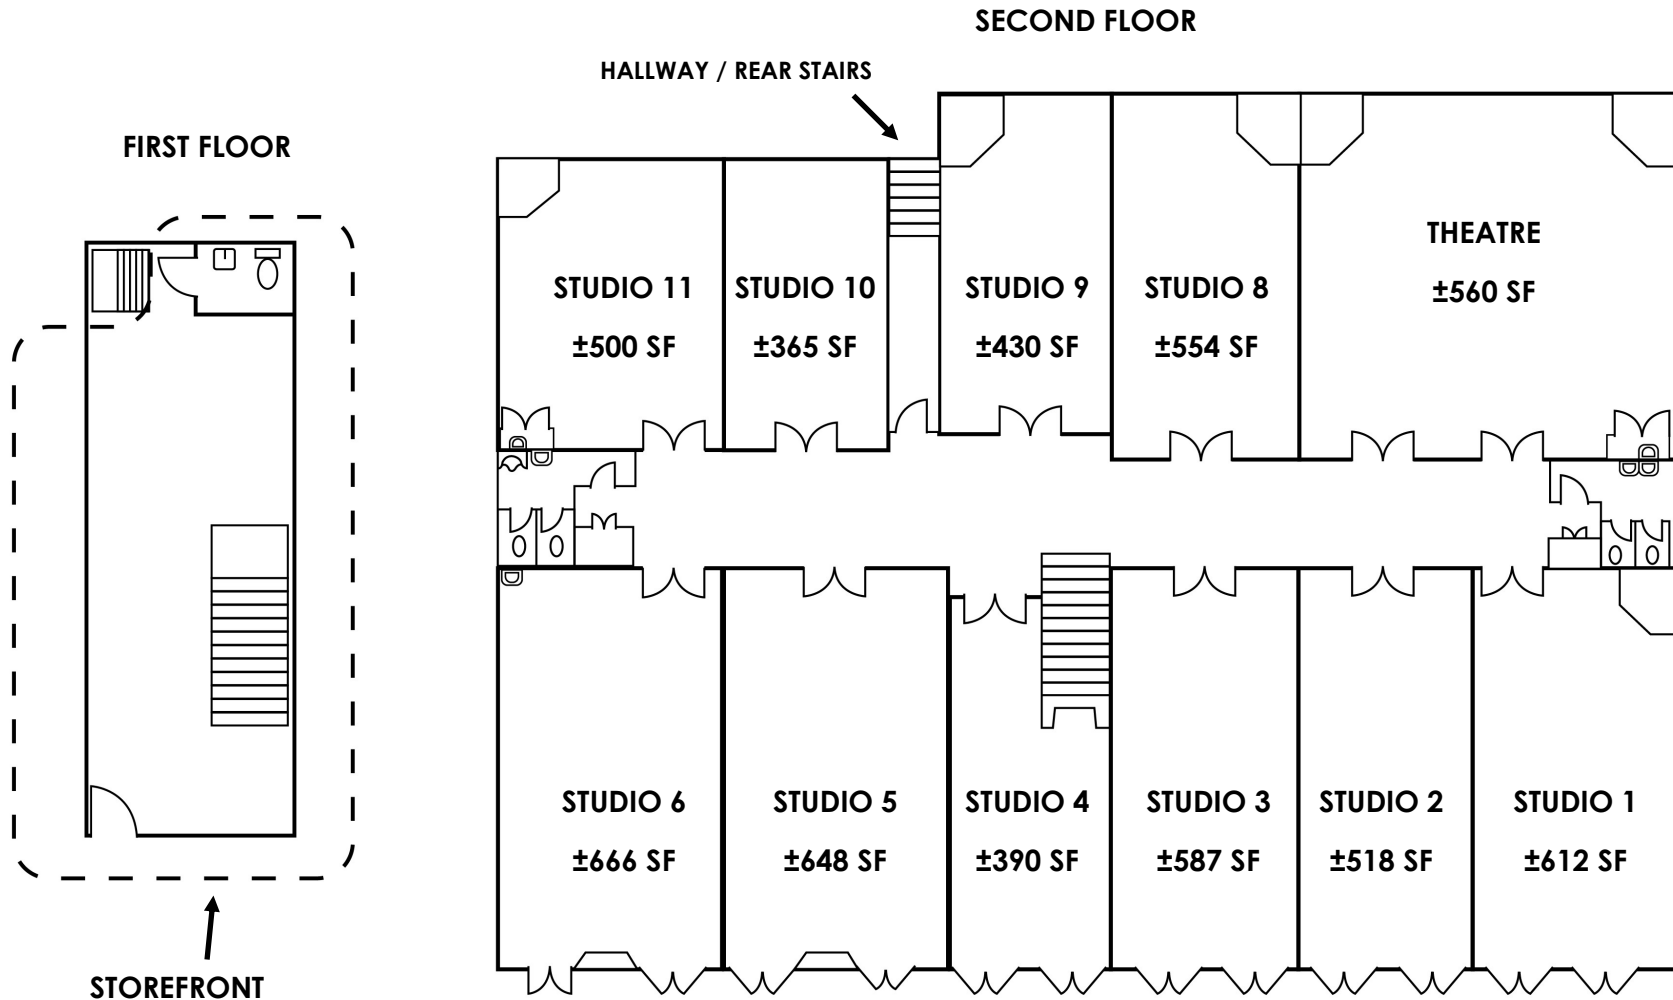 SECOND FLOOR
HALLWAY / REAR STAIRS
FIRST FLOOR
THEATRE
±560 SF
STUDIO 11
±500 SF
STUDIO 10
±365 SF
STUDIO 9
±430 SF
STUDIO 8
±554 SF
STUDIO 6
±666 SF
STUDIO 5
±648 SF
STUDIO 4
±390 SF
STUDIO 3
±587 SF
STUDIO 2
±518 SF
STUDIO 1
±612 SF
STOREFRONT